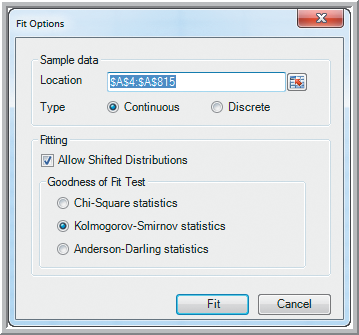 Fit Options
Sample data
Location $A$4:$A$815
Type Continuous Discrete
Fitting
Allow Shifted Distributions
Goodness of Fit Test
Chi-Square statistics
Kolmogorov-Smirnov statistics
Anderson-Darling statistics
Fit Cancel